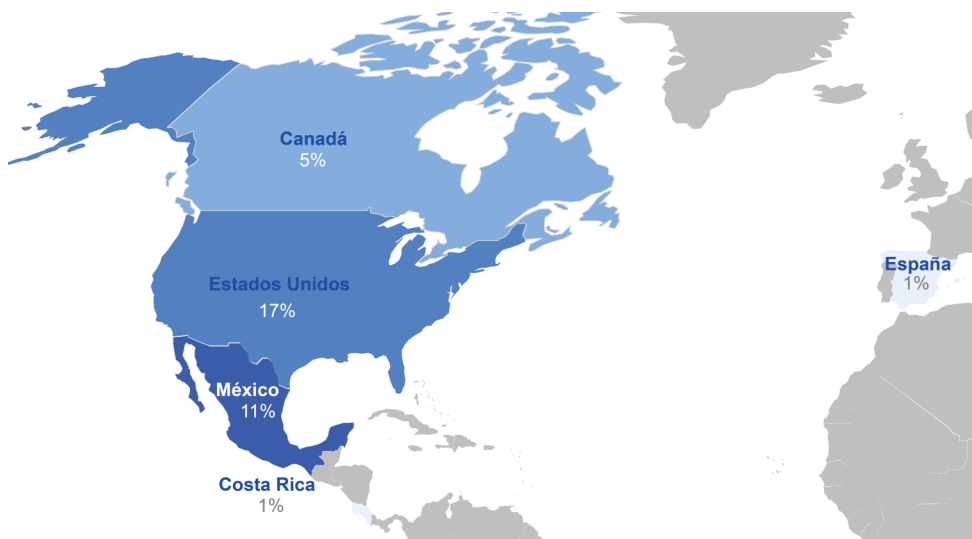 Canadá
5%
Estados Unidos
17%
España
1%
México
11%
Costa Rica
1%